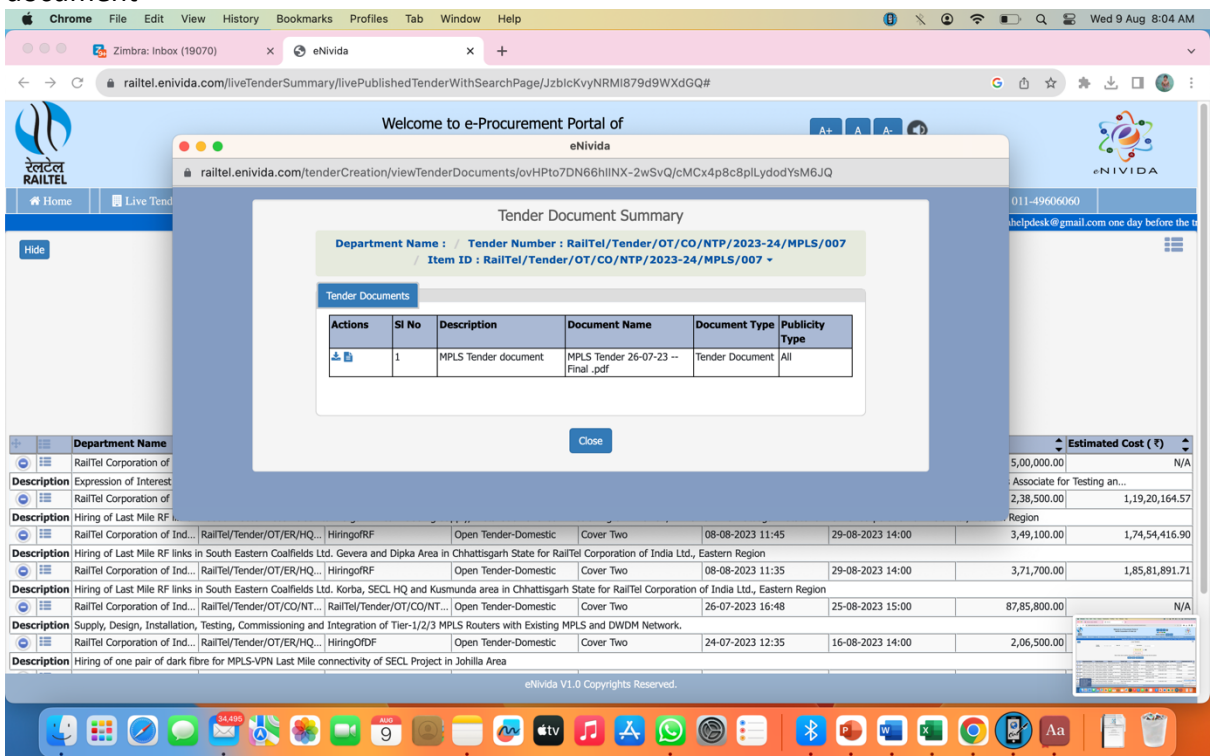 document
Chrome File Edit View History Bookmarks Profiles Tab Window Help Wed 9 Aug 8:04 AM
Zimbra: Inbox (19070) eNivida
railtel.enivida.com/liveTenderSummary/livePublishedTenderWithSearchPage/JzblcKvyNRMI879d9WXdGQ#
Welcome to e-Procurement Portal of A+ A A-
रेलटेल
RAILTEL
eNIVIDA
eNivida
railtel.enivida.com/tenderCreation/viewTenderDocuments/ovHPto7DN66hIINX-2wSvQ/cMCx4p8c8plLydodYsM6JQ
Home Live Tend 011-49606060
helpdesk@gmail.com one day before the
Hide
Tender Document Summary
Department Name : / Tender Number : RailTel/Tender/OT/CO/NTP/2023-24/MPLS/007
/ Item ID : RailTel/Tender/OT/CO/NTP/2023-24/MPLS/007
Tender Documents
Actions Sl No Description Document Name Document Type Publicity Type
1 MPLS Tender document MPLS Tender 26-07-23 -- Final .pdf Tender Document All
Close
Department Name Estimated Cost ( ₹)
RailTel Corporation of 5,00,000.00 N/A
Description Expression of Interest Associate for Testing an...
RailTel Corporation of 2,38,500.00 1,19,20,164.57
Description Hiring of Last Mile RF Region
RailTel Corporation of Ind... RailTel/Tender/OT/ER/HQ... HiringofRF Open Tender-Domestic Cover Two 08-08-2023 11:45 29-08-2023 14:00 3,49,100.00 1,74,54,416.90
Description Hiring of Last Mile RF links in South Eastern Coalfields Ltd. Gevera and Dipka Area in Chhattisgarh State for RailTel Corporation of India Ltd., Eastern Region
RailTel Corporation of Ind... RailTel/Tender/OT/ER/HQ... HiringofRF Open Tender-Domestic Cover Two 08-08-2023 11:35 29-08-2023 14:00 3,71,700.00 1,85,81,891.71
Description Hiring of Last Mile RF links in South Eastern Coalfields Ltd. Korba, SECL HQ and Kusmunda area in Chhattisgarh State for RailTel Corporation of India Ltd., Eastern Region
RailTel Corporation of Ind... RailTel/Tender/OT/CO/NT... RailTel/Tender/OT/CO/NT... Open Tender-Domestic Cover Two 26-07-2023 16:48 25-08-2023 15:00 87,85,800.00 N/A
Description Supply, Design, Installation, Testing, Commissioning and Integration of Tier-1/2/3 MPLS Routers with Existing MPLS and DWDM Network.
RailTel Corporation of Ind... RailTel/Tender/OT/ER/HQ... HiringOfDF Open Tender-Domestic Cover Two 24-07-2023 12:35 16-08-2023 14:00 2,06,500.00
Description Hiring of one pair of dark fibre for MPLS-VPN Last Mile connectivity of SECL Project in Johilla Area
eNivida V1.0 Copyrights Reserved.
34,495
AUG
9
tv
Aa